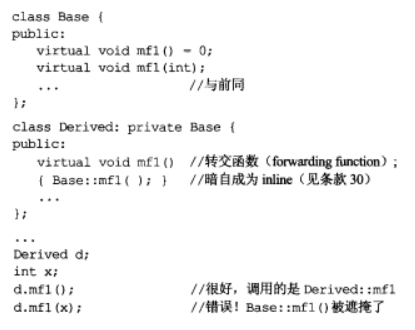 class Base {
public:
virtual void mf1() = 0;
virtual void mf1(int);
... //与前同
};
class Derived: private Base {
public:
virtual void mf1() //转交函数（forwarding function）;
{ Base::mf1( ); } //暗自成为 inline（见条款 30）
...
};
...
Derived d;
int x;
d.mf1(); //很好，调用的是 Derived::mf1
d.mf1(x); //错误！Base::mf1()被遮掩了